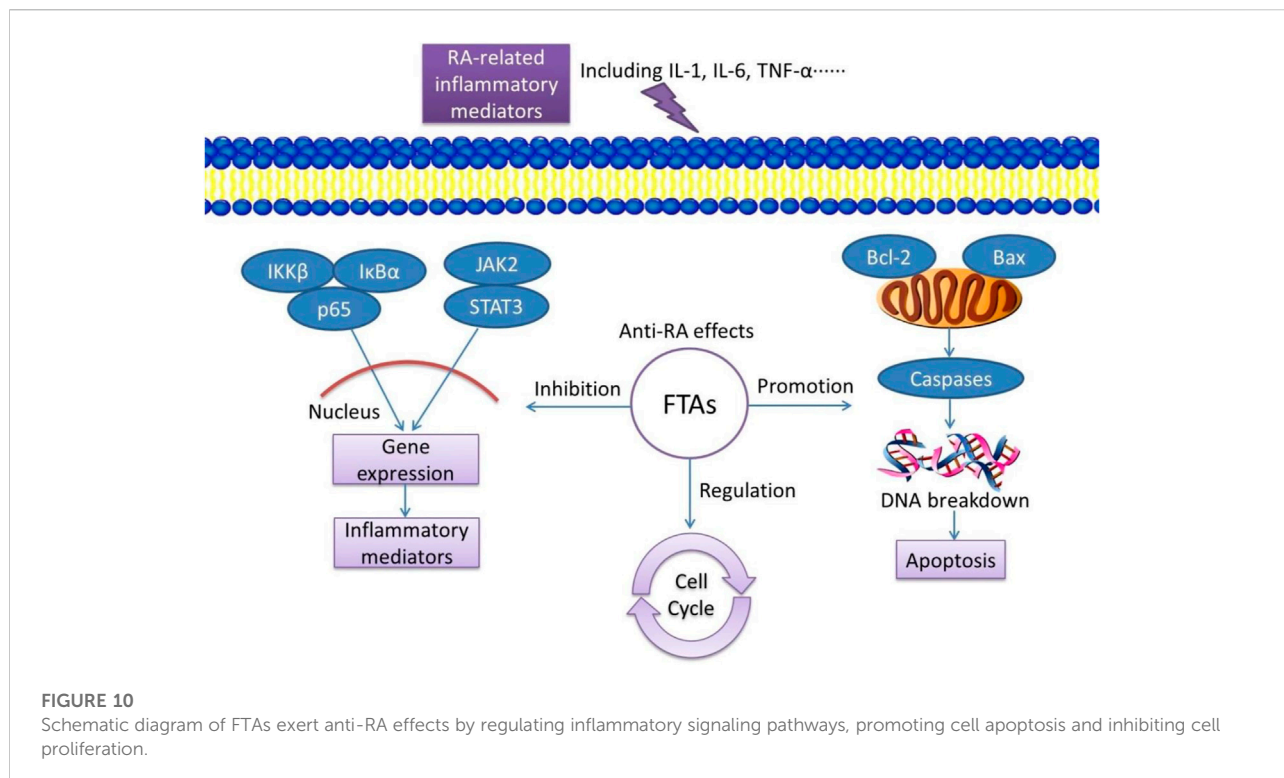 RA-related
inflammatory
mediators
Including IL-1, IL-6, TNF-α······
IKKβ
IκBα
p65
JAK2
STAT3
Bcl-2
Bax
Anti-RA effects
FTAs
Inhibition
Promotion
Regulation
Nucleus
Gene
expression
Inflammatory
mediators
Cell
Cycle
Caspases
DNA breakdown
Apoptosis
FIGURE 10
Schematic diagram of FTAs exert anti-RA effects by regulating inflammatory signaling pathways, promoting cell apoptosis and inhibiting cell
proliferation.